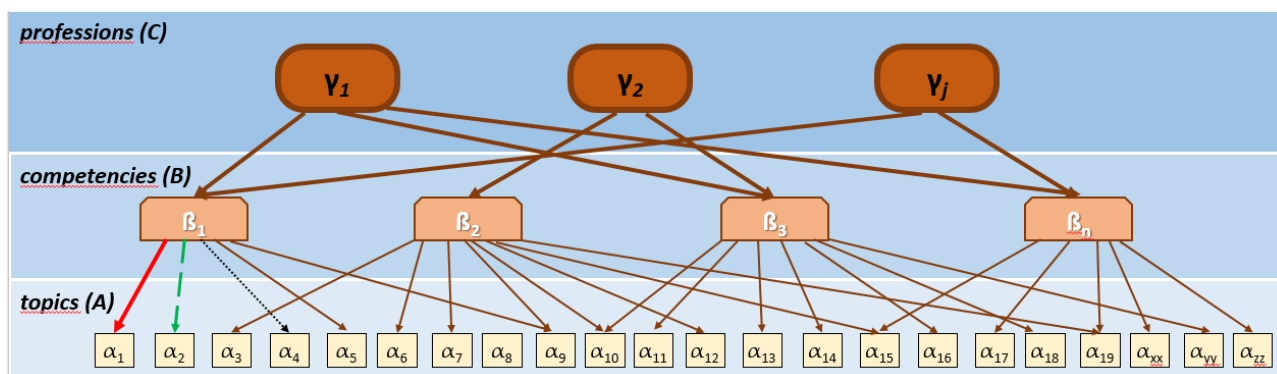 professions (C)
γ1 γ2 γj
competencies (B)
ß1 ß2 ß3 ßn
topics (A)
α1 α2 α3 α4 α5 α6 α7 α8 α9 α10 α11 α12 α13 α14 α15 α16 α17 α18 α19 αxx αyy αzz